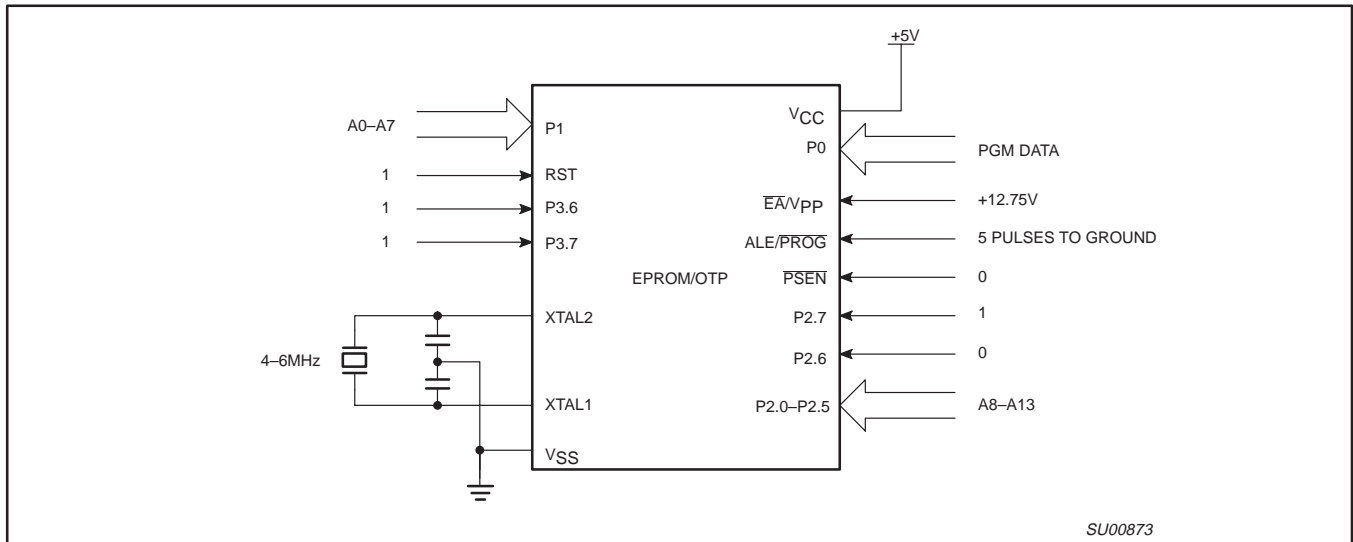 +5V
VCC
A0–A7
P1
P0
PGM DATA
1
RST
1
P3.6
EA/VPP
+12.75V
1
P3.7
ALE/PROG
5 PULSES TO GROUND
EPROM/OTP
PSEN
0
XTAL2
P2.7
1
4–6MHz
P2.6
0
XTAL1
P2.0–P2.5
A8–A13
VSS
SU00873